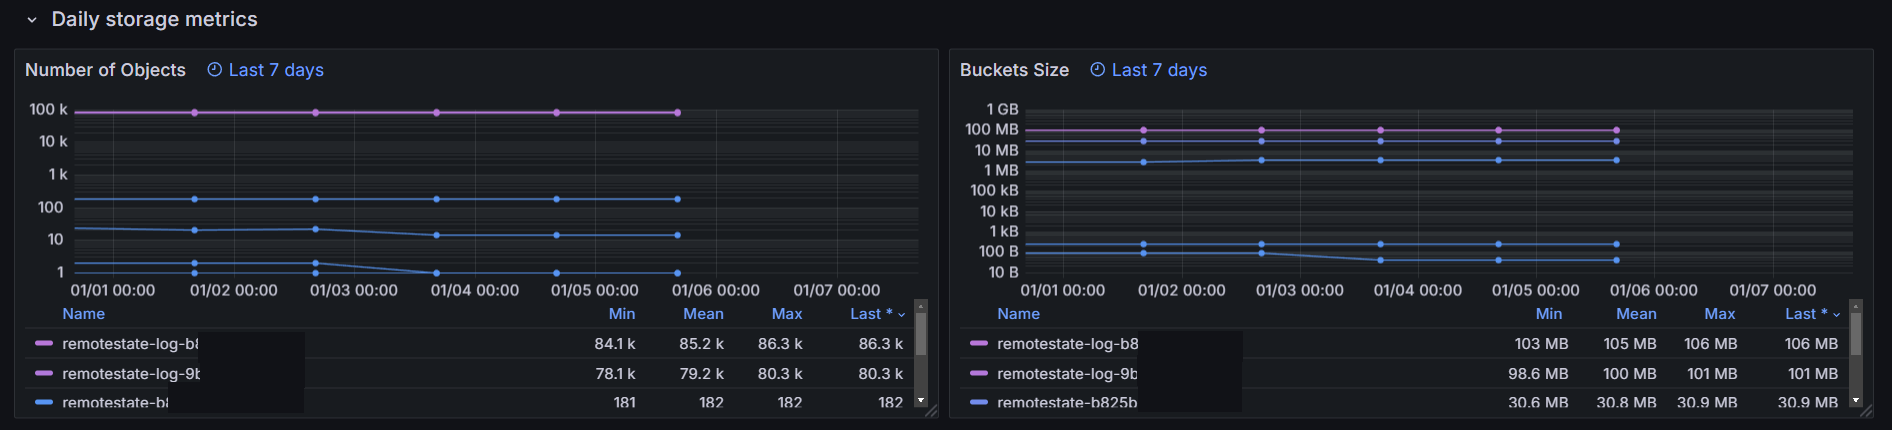 Daily storage metrics
Number of Objects Last 7 days
100 k
10 k
1 k
100
10
1
01/01 00:00 01/02 00:00 01/03 00:00 01/04 00:00 01/05 00:00 01/06 00:00 01/07 00:00
Name Min Mean Max Last *
remotestate-log-b8 84.1 k 85.2 k 86.3 k 86.3 k
remotestate-log-9b 78.1 k 79.2 k 80.3 k 80.3 k
remotestate-b8 181 182 182 182
Buckets Size Last 7 days
1 GB
100 MB
10 MB
1 MB
100 kB
10 kB
1 kB
100 B
10 B
01/01 00:00 01/02 00:00 01/03 00:00 01/04 00:00 01/05 00:00 01/06 00:00 01/07 00:00
Name Min Mean Max Last *
remotestate-log-b8 103 MB 105 MB 106 MB 106 MB
remotestate-log-9b 98.6 MB 100 MB 101 MB 101 MB
remotestate-b825b 30.6 MB 30.8 MB 30.9 MB 30.9 MB